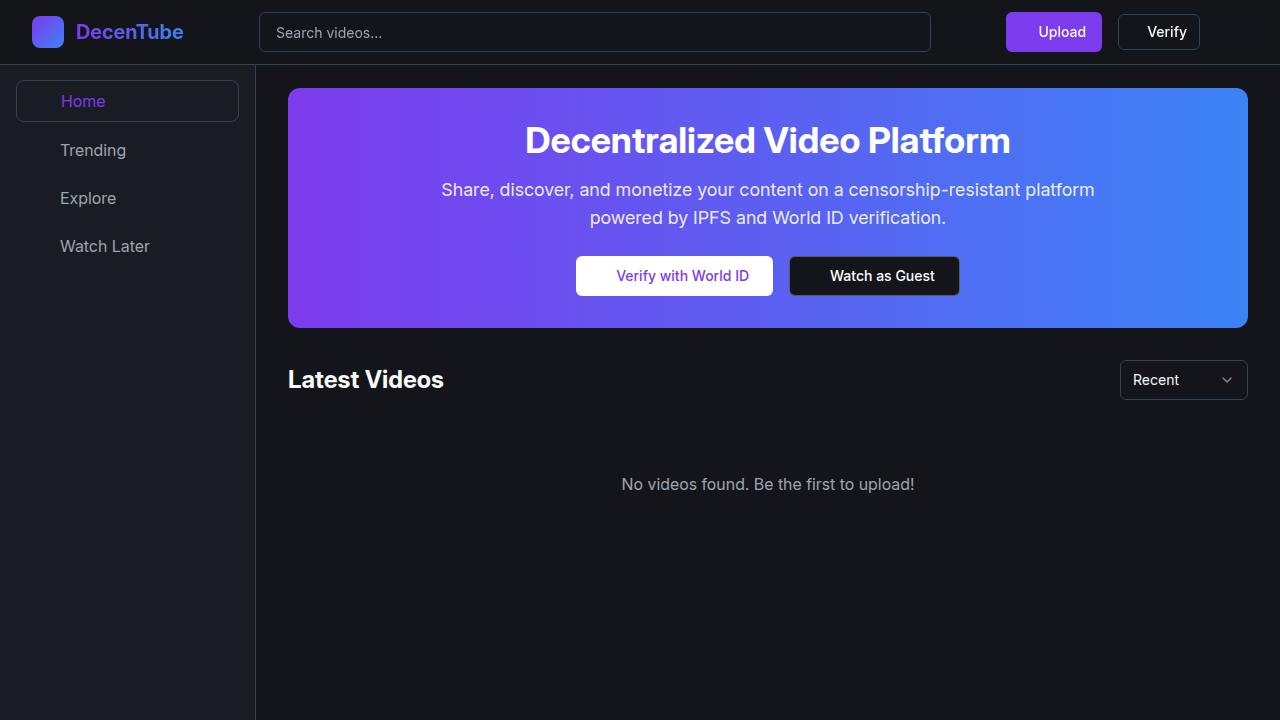 DecenTube
Search videos...
Upload
Verify
Home
Trending
Explore
Watch Later
Decentralized Video Platform
Share, discover, and monetize your content on a censorship-resistant platform
powered by IPFS and World ID verification.
Verify with World ID
Watch as Guest
Latest Videos
Recent
No videos found. Be the first to upload!